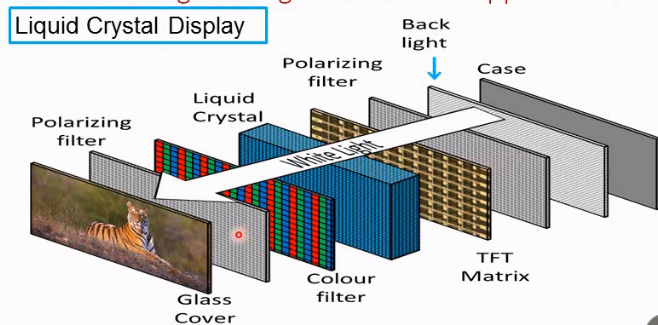 Liquid Crystal Display
Back
light
Polarizing
filter
Case
Liquid
Crystal
Polarizing
filter
White Light
TFT
Matrix
Colour
filter
Glass
Cover